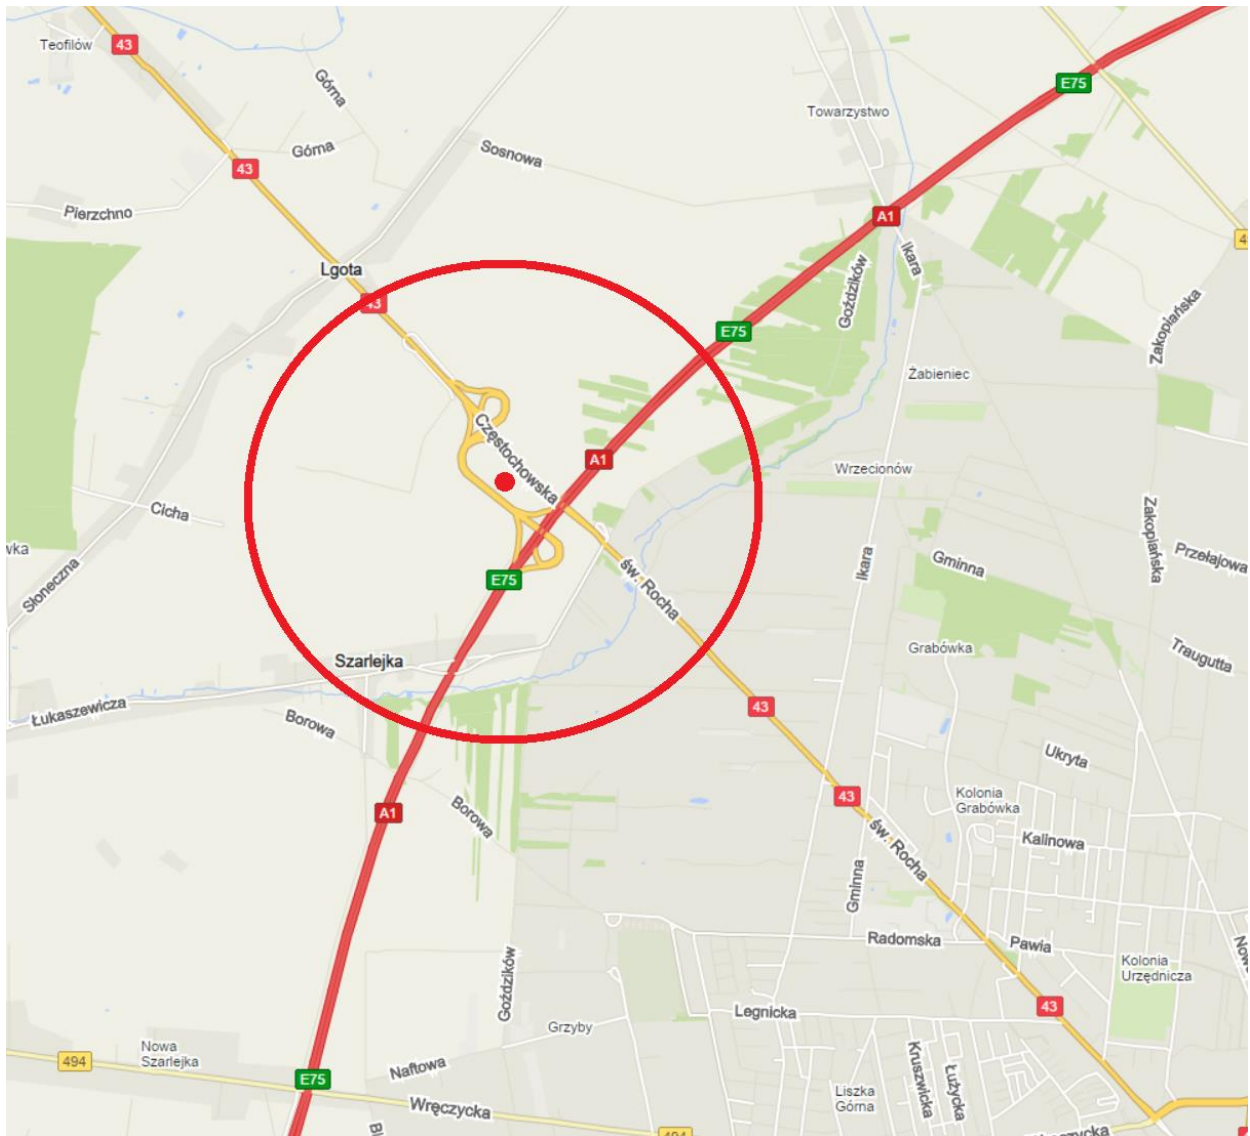 Teofilów
43
E75
Górna
Towarzystwo
Górna
Sosnowa
43
Pierzchno
A1
Ikara
Lgota
Goździków
43
Zakopiańska
E75
Żabieniec
Częstochowska
A1
Wrzecionów
Cicha
Zakopiańska
Ikara
Przełajowa
Gminna
Słoneczna
E75
św. Rocha
Grabówka
Szarlejka
Traugutta
Łukaszewicza
43
Borowa
Ukryta
43
Kolonia
Grabówka
A1
Borowa
św. Rocha
Kalinowa
Gminna
Radomska
Pawia
Kolonia
Urzędnicza
Goździków
43
Legnicka
Grzyby
Nowa
Szarlejka
494
Naftowa
E75
Kruszwicka
Łużycka
Liszka
Górna
Wręczycka
494